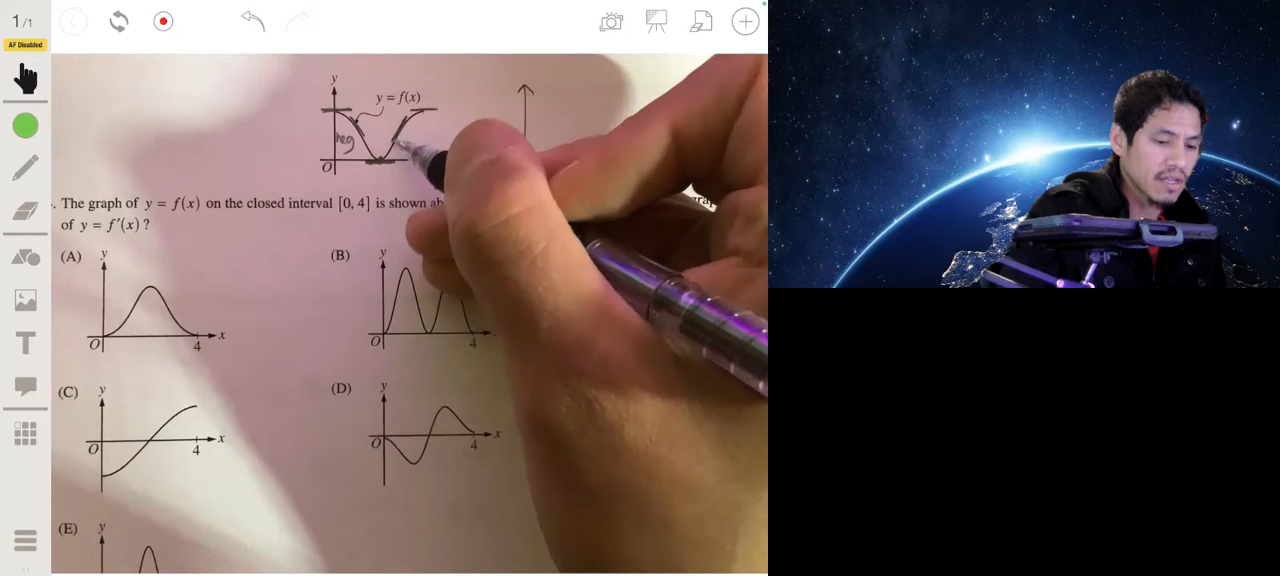 1/1
AF Disabled
y
y = f(x)
neg
O
The graph of y = f(x) on the closed interval [0, 4] is shown
of y = f′(x) ?
(A)
y
O
4
x
(B)
y
O
4
(C)
y
O
4
x
(D)
y
O
4
x
(E)
y
T